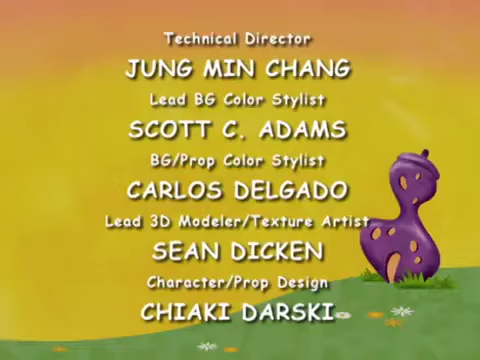 Technical Director
JUNG MIN CHANG
Lead BG Color Stylist
SCOTT C. ADAMS
BG/Prop Color Stylist
CARLOS DELGADO
Lead 3D Modeler/Texture Artist
SEAN DICKEN
Character/Prop Design
CHIAKI DARSKI